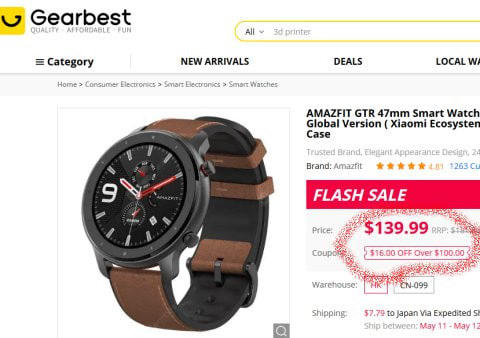 Gearbest
QUALITY · AFFORDABLE · FUN
All
3d printer
Category
NEW ARRIVALS
DEALS
LOCAL WA
Home > Consumer Electronics > Smart Electronics > Smart Watches
AMAZFIT GTR 47mm Smart Watch
Global Version ( Xiaomi Ecosystem
Case
Trusted Brand, Elegant Appearance Design, 24
Brand: Amazfit
4.81
1263 Cu
FLASH SALE
Price:
$139.99
RRP:
Coupon
$16.00 OFF Over $100.00
Warehouse:
HK
CN-099
Shipping:
$7.79 to Japan Via Expedited Sh
Ship between: May 11 - May 12
9
AMAZFIT